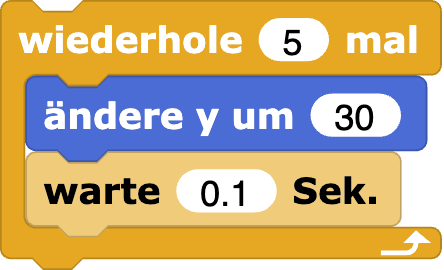 wiederhole 5 mal
ändere y um 30
warte 0.1 Sek.